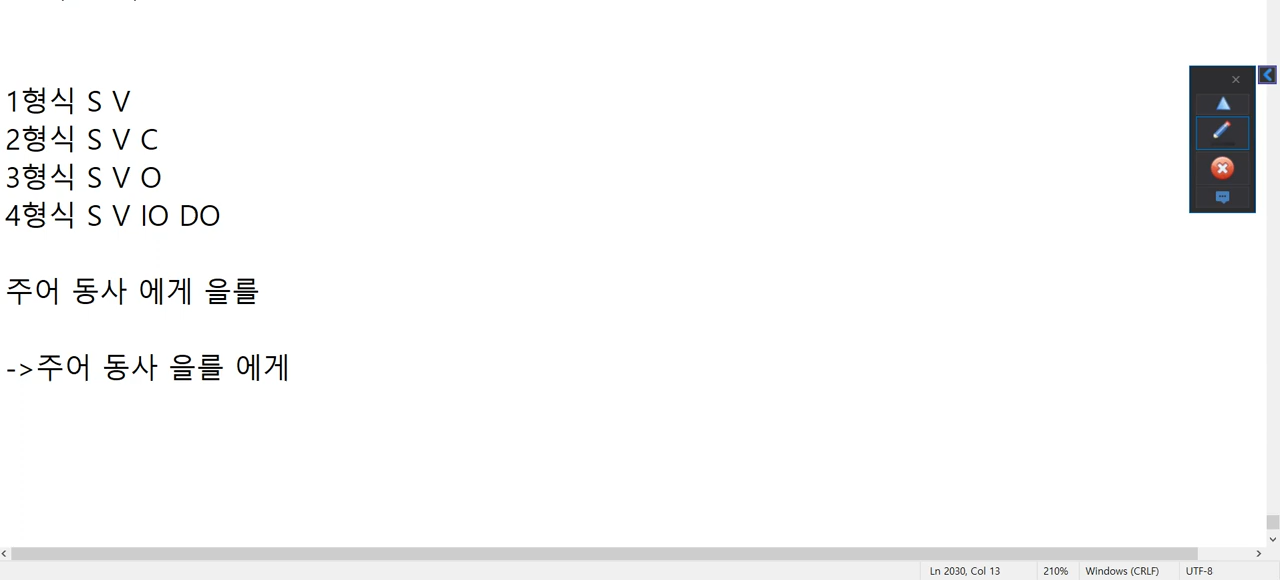 1형식 S V
2형식 S V C
3형식 S V O
4형식 S V IO DO
주어 동사 에게 을를
->주어 동사 을를 에게
Ln 2030, Col 13
210%
Windows (CRLF)
UTF-8